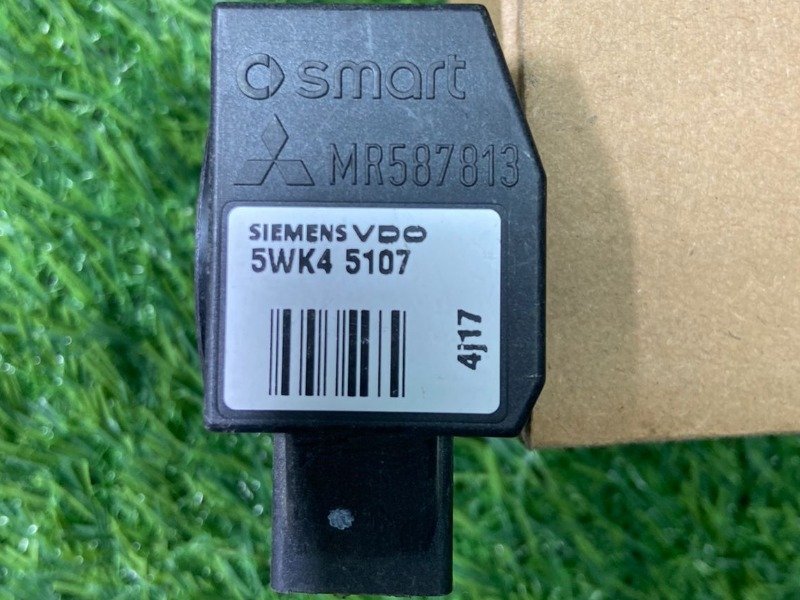 smart
MR587813
SIEMENS VDO
5WK4 5107
4j17